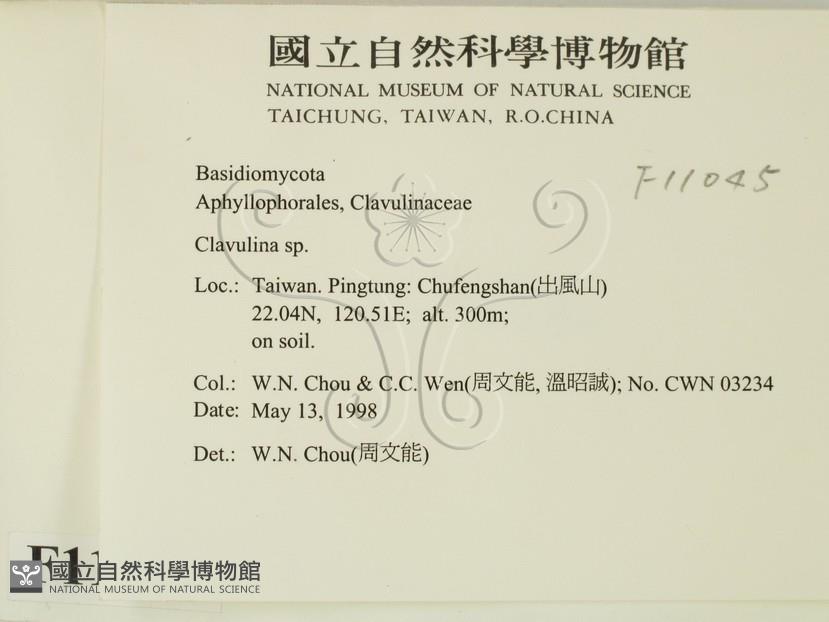 國立自然科學博物館
NATIONAL MUSEUM OF NATURAL SCIENCE
TAICHUNG, TAIWAN, R.O.CHINA
F11045
Basidiomycota
Aphyllophorales, Clavulinaceae
Clavulina sp.
Loc.: Taiwan. Pingtung: Chufengshan(出風山)
22.04N, 120.51E; alt. 300m;
on soil.
Col.: W.N. Chou & C.C. Wen(周文能, 溫昭誠); No. CWN 03234
Date: May 13, 1998
Det.: W.N. Chou(周文能)
國立自然科學博物館
NATIONAL MUSEUM OF NATURAL SCIENCE